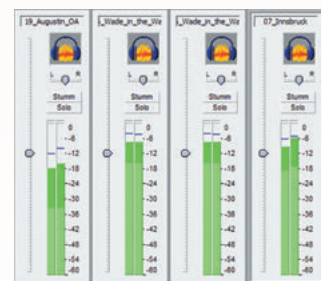 19_Augustin_OA
L R
Stumm
Solo
0
-6
-12
-18
-24
-30
-36
-42
-48
-54
-60
_Wade_in_the_We
L R
Stumm
Solo
0
-6
-12
-18
-24
-30
-36
-42
-48
-54
-60
_Wade_in_the_Wa
L R
Stumm
Solo
0
-6
-12
-18
-24
-30
-36
-42
-48
-54
-60
07_Innsbruck
L R
Stumm
Solo
0
-6
-12
-18
-24
-30
-36
-42
-48
-54
-60